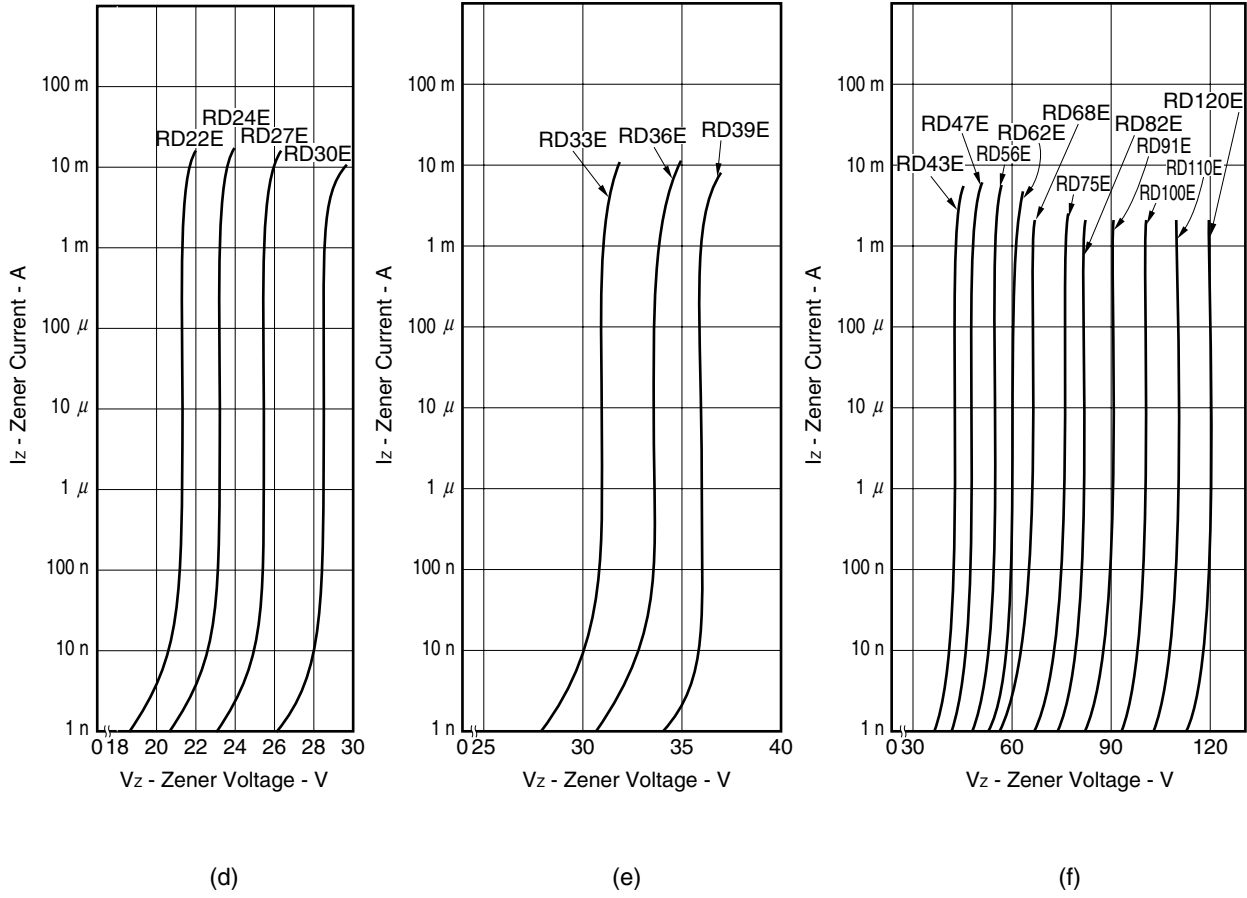 100 m
10 m
1 m
100 μ
10 μ
1 μ
100 n
10 n
1 n
IZ - Zener Current - A
RD22E
RD24E
RD27E
RD30E
0 18 20 22 24 26 28 30
VZ - Zener Voltage - V
(d)
100 m
10 m
1 m
100 μ
10 μ
1 μ
100 n
10 n
1 n
IZ - Zener Current - A
RD33E
RD36E
RD39E
0 25 30 35 40
VZ - Zener Voltage - V
(e)
100 m
10 m
1 m
100 μ
10 μ
1 μ
100 n
10 n
1 n
IZ - Zener Current - A
RD43E
RD47E
RD56E
RD62E
RD68E
RD75E
RD82E
RD91E
RD100E
RD110E
RD120E
0 30 60 90 120
VZ - Zener Voltage - V
(f)